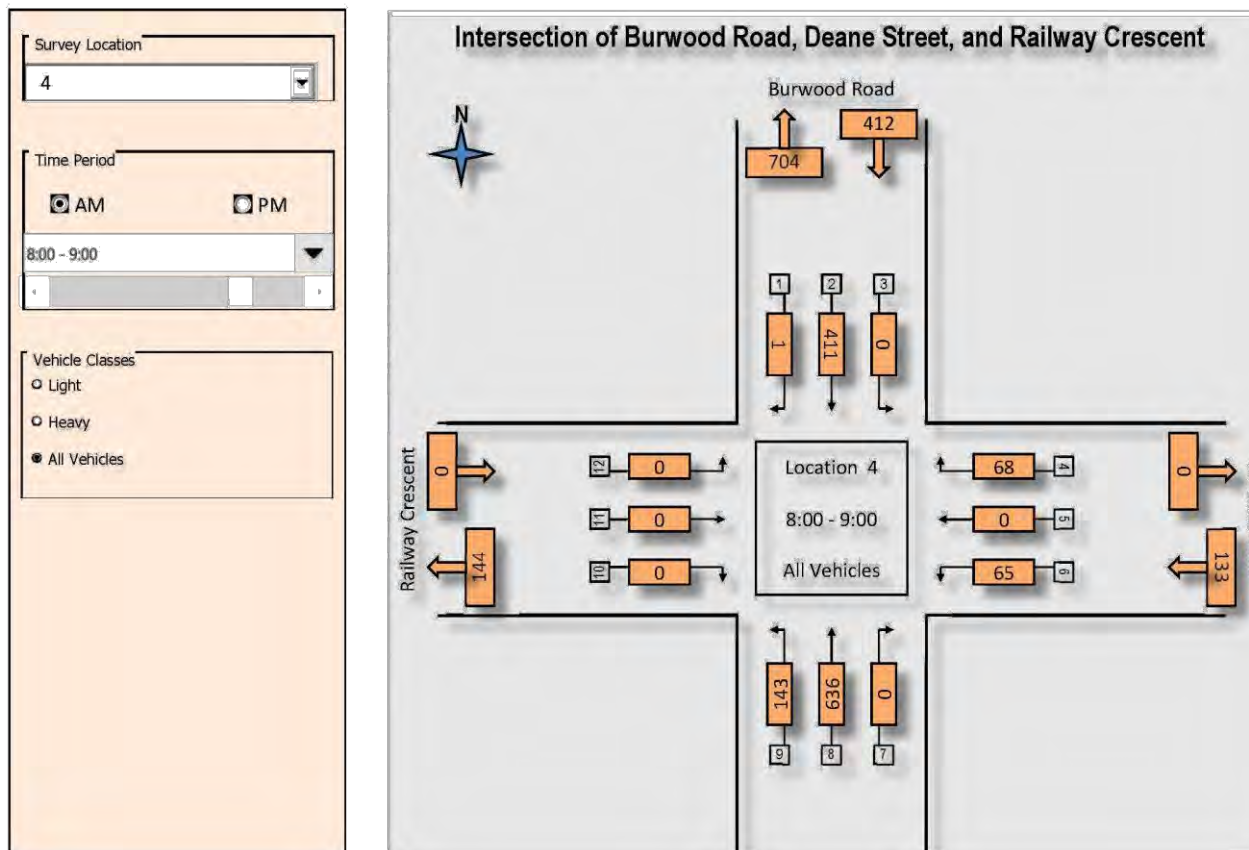 Survey Location
4
Time Period
AM
PM
8:00 - 9:00
Vehicle Classes
Light
Heavy
All Vehicles
Intersection of Burwood Road, Deane Street, and Railway Crescent
Burwood Road
N
704
412
1
2
3
1
411
0
Railway Crescent
0
144
12
0
11
0
10
0
Location 4
8:00 - 9:00
All Vehicles
68
4
0
5
65
6
0
133
143
636
0
9
8
7